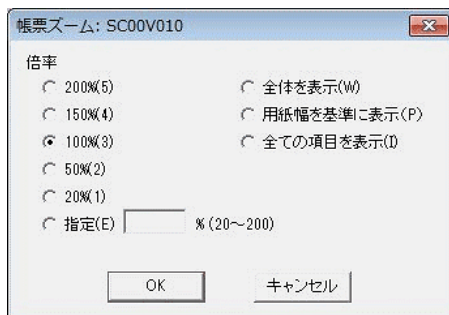 帳票ズーム: SC00V010
倍率
200%(5)
150%(4)
100%(3)
50%(2)
20%(1)
指定(E) %(20～200)
全体を表示(W)
用紙幅を基準に表示(P)
全ての項目を表示(I)
OK
キャンセル